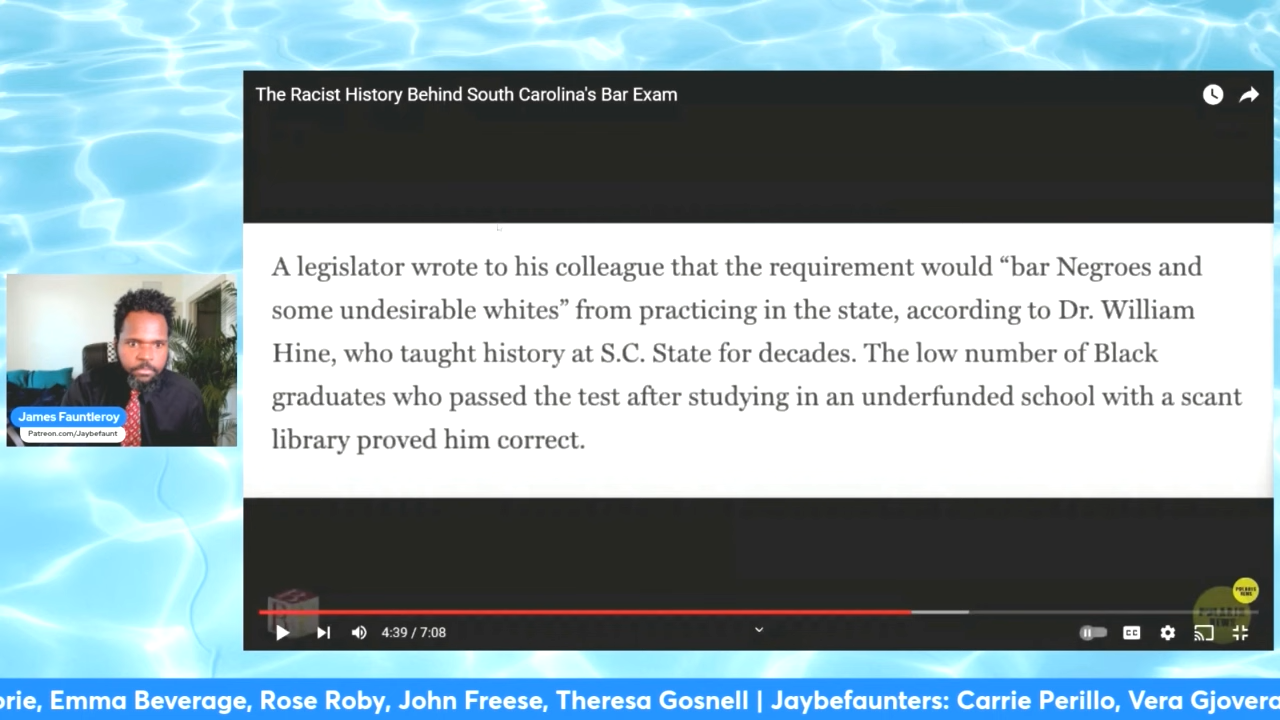 The Racist History Behind South Carolina's Bar Exam
A legislator wrote to his colleague that the requirement would “bar Negroes and
some undesirable whites” from practicing in the state, according to Dr. William
Hine, who taught history at S.C. State for decades. The low number of Black
graduates who passed the test after studying in an underfunded school with a scant
library proved him correct.
James Fauntleroy
Patreon.com/Jaybefaunt
4:39 / 7:08
CC
orie, Emma Beverage, Rose Roby, John Freese, Theresa Gosnell | Jaybefaunters: Carrie Perillo, Vera Gjovera